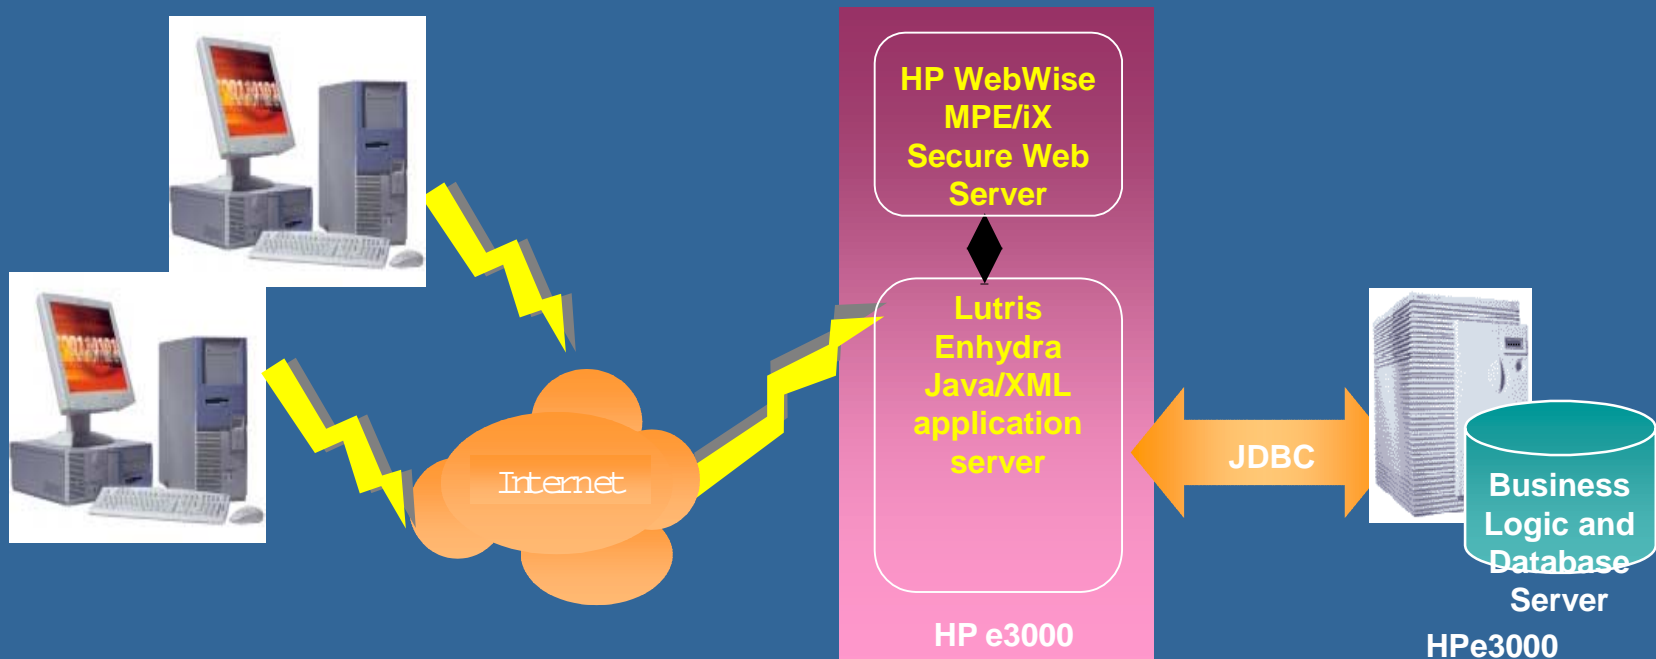 HP WebWise
MPE/iX
Secure Web
Server
Lutris
Enhydra
Java/XML
application
server
Internet
JDBC
Business
Logic and
Database
Server
HP e3000
HPe3000